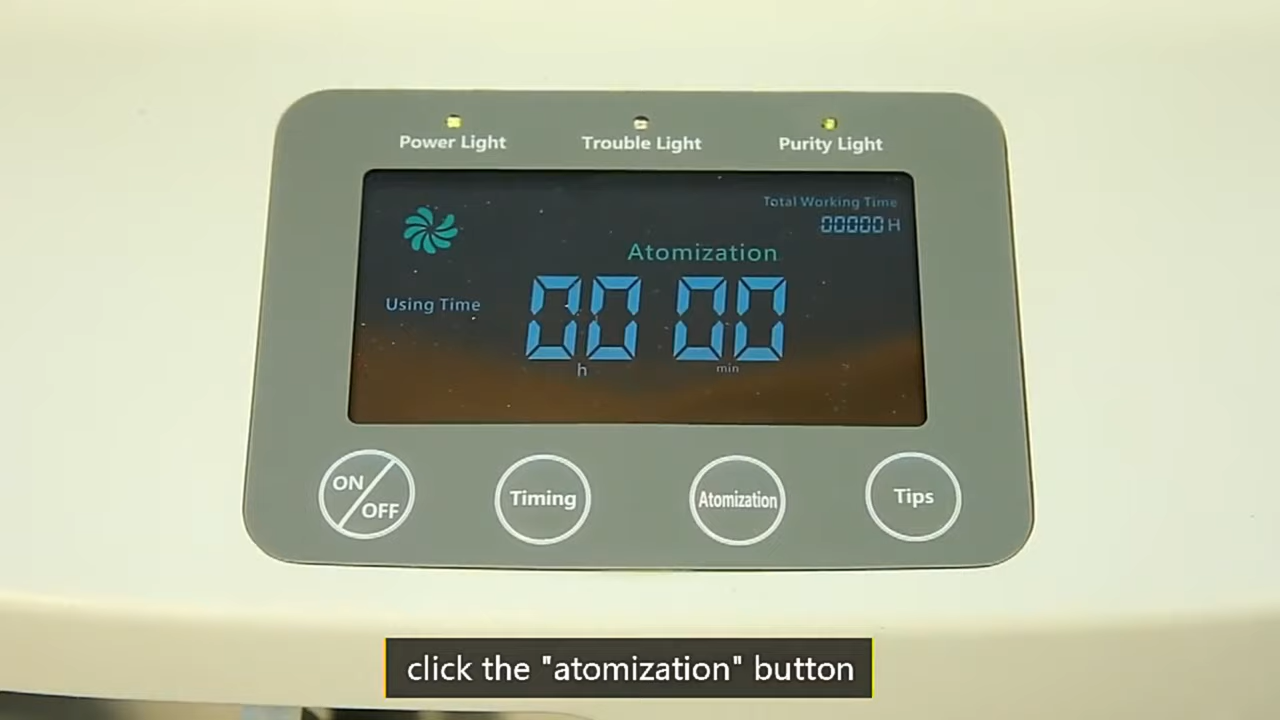 Power Light
Trouble Light
Purity Light
Total Working Time
00000 H
Atomization
Using Time
00 00
h
min
ON
OFF
Timing
Atomization
Tips
click the "atomization" button